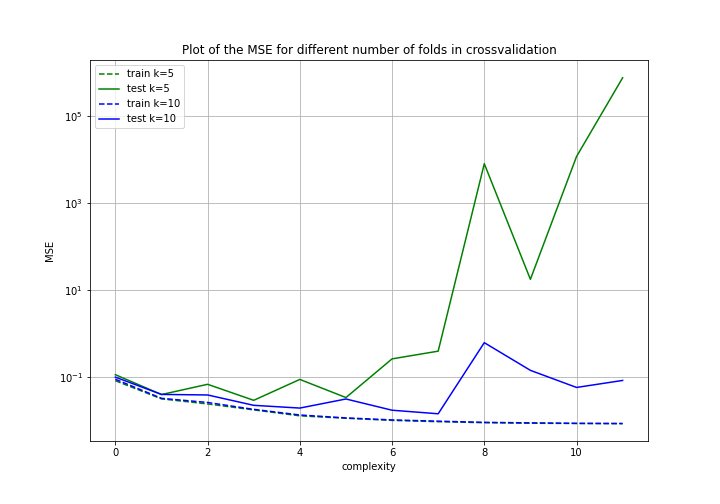 Plot of the MSE for different number of folds in crossvalidation
train k=5
test k=5
train k=10
test k=10
10^5
10^3
10^1
10^−1
MSE
0 2 4 6 8 10
complexity